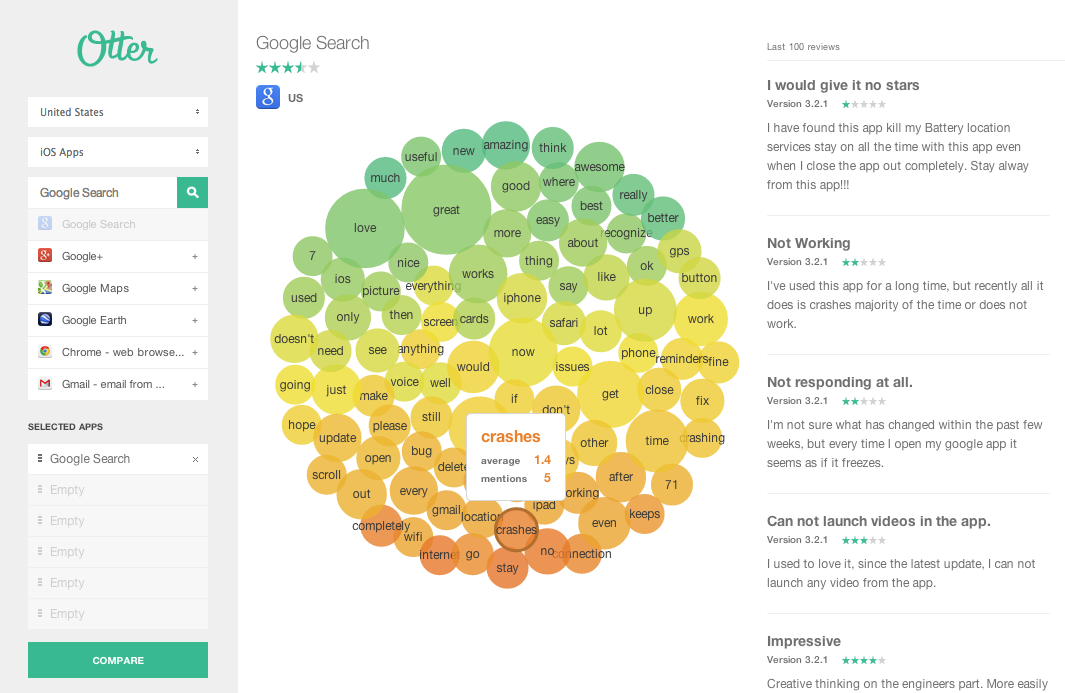 Otter
United States
iOS Apps
Google Search
Google Search
Google+ +
Google Maps +
Google Earth +
Chrome - web browse... +
Gmail - email from ... +
SELECTED APPS
Google Search ×
Empty
Empty
Empty
Empty
Empty
COMPARE
Google Search
g US
amazing
new
think
useful
awesome
much
good
where
really
great
best
better
love
easy
more
recognize
about
7
gps
nice
thing
ok
works
like
ios
button
everything
say
picture
used
iphone
up
then
only
cards
work
screen
safari
lot
doesn't
need
see
anything
now
phone
reminders
fine
would
issues
going
voice
well
just
close
get
make
if
fix
don't
still
hope
please
update
crashes
average 1.4
mentions 5
other
time
crashing
bug
open
delete
scroll
after
71
every
out
orking
ipad
gmail
location
keeps
even
completely
crashes
wifi
no
connection
internet
go
stay
Last 100 reviews
I would give it no stars
Version 3.2.1
I have found this app kill my Battery location
services stay on all the time with this app even
when I close the app out completely. Stay alway
from this app!!!
Not Working
Version 3.2.1
I've used this app for a long time, but recently all it
does is crashes majority of the time or does not
work.
Not responding at all.
Version 3.2.1
I'm not sure what has changed within the past few
weeks, but every time I open my google app it
seems as if it freezes.
Can not launch videos in the app.
Version 3.2.1
I used to love it, since the latest update, I can not
launch any video from the app.
Impressive
Version 3.2.1
Creative thinking on the engineers part. More easily